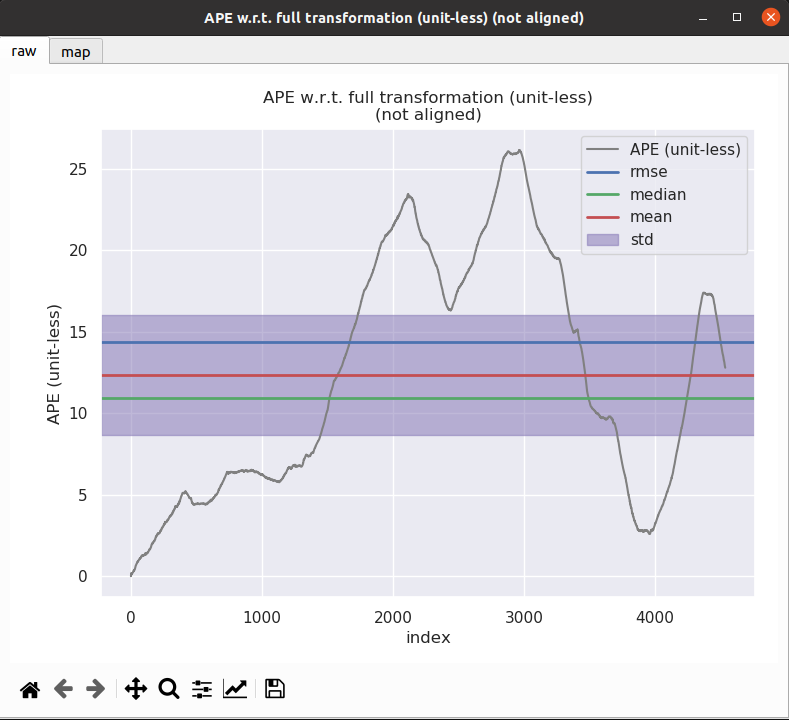 APE w.r.t. full transformation (unit-less) (not aligned)
raw
map
APE w.r.t. full transformation (unit-less)
(not aligned)
APE (unit-less)
rmse
median
mean
std
25
20
15
10
5
0
APE (unit-less)
0
1000
2000
3000
4000
index